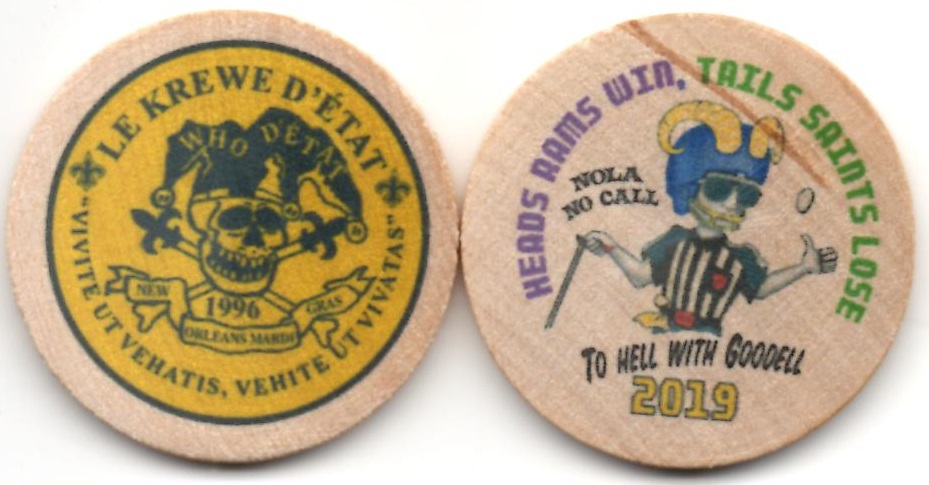 LE KREWE D'ÉTAT
WHO DÉTAT
"VIVITE UT VEHATIS, VEHITE UT VIVATAS"
NEW
1996
GRAS
ORLEANS MARDI
HEADS RAMS WIN, TAILS SAINTS LOSE
NOLA
NO CALL
TO HELL WITH GOODELL
2019